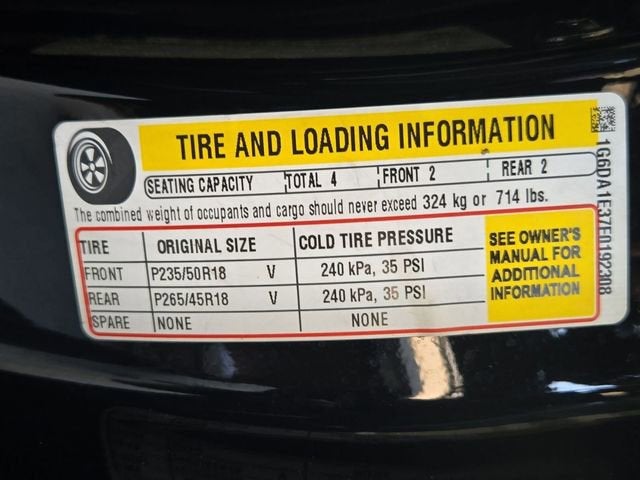 TIRE AND LOADING INFORMATION
SEATING CAPACITY TOTAL 4 FRONT 2 REAR 2
The combined weight of occupants and cargo should never exceed 324 kg or 714 lbs.
TIRE ORIGINAL SIZE COLD TIRE PRESSURE
FRONT P235/50R18 V 240 kPa, 35 PSI
REAR P265/45R18 V 240 kPa, 35 PSI
SPARE NONE NONE
SEE OWNER'S
MANUAL FOR
ADDITIONAL
INFORMATION
1G6DA1E37F0192308